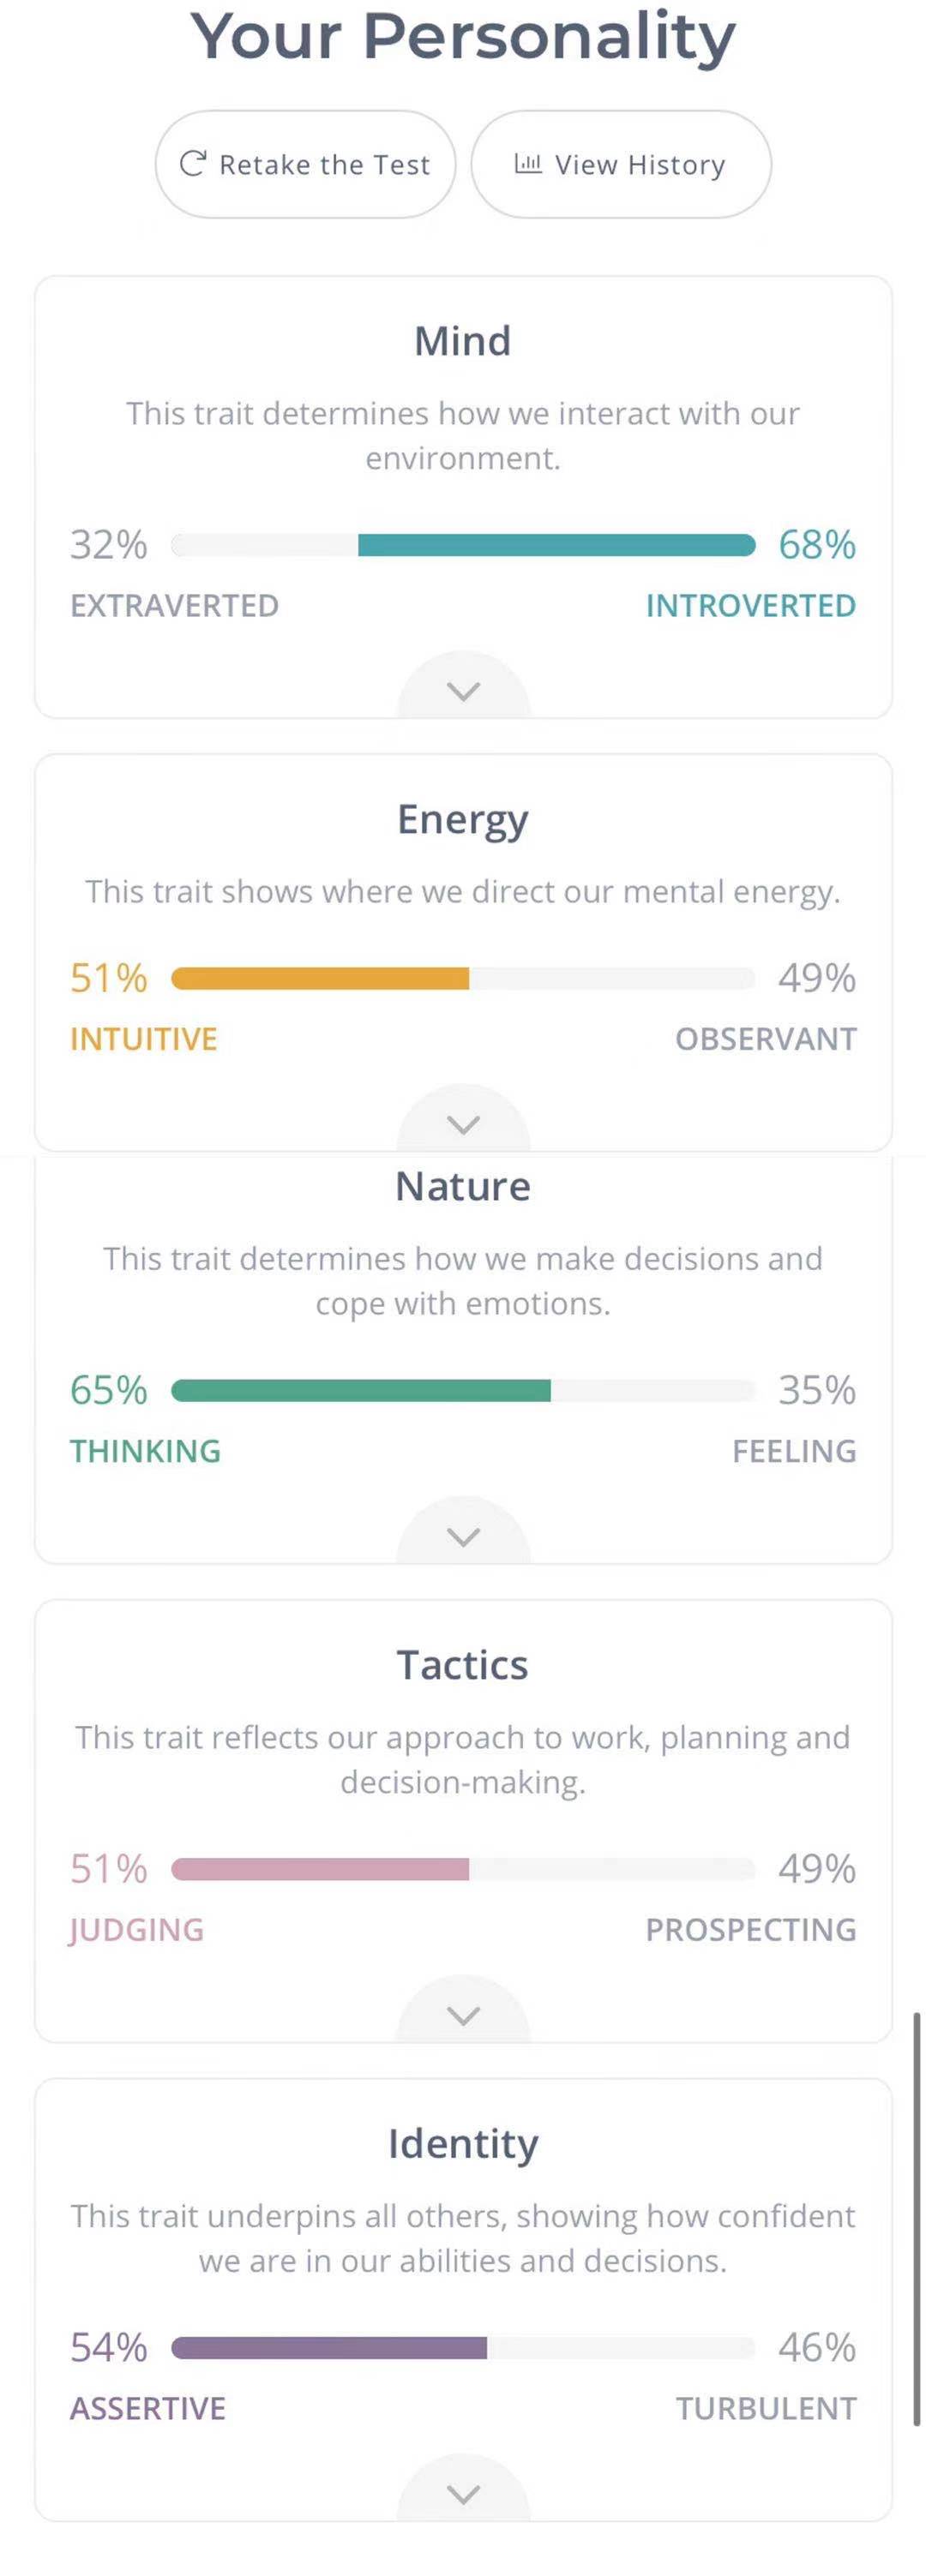 Your Personality
Retake the Test
View History
Mind
This trait determines how we interact with our
environment.
32%
68%
EXTRAVERTED
INTROVERTED
Energy
This trait shows where we direct our mental energy.
51%
49%
INTUITIVE
OBSERVANT
Nature
This trait determines how we make decisions and
cope with emotions.
65%
35%
THINKING
FEELING
Tactics
This trait reflects our approach to work, planning and
decision-making.
51%
49%
JUDGING
PROSPECTING
Identity
This trait underpins all others, showing how confident
we are in our abilities and decisions.
54%
46%
ASSERTIVE
TURBULENT